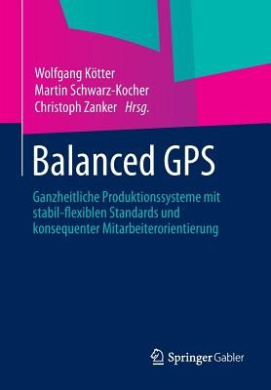 Wolfgang Kötter
Martin Schwarz-Kocher
Christoph Zanker Hrsg.
Balanced GPS
Ganzheitliche Produktionssysteme mit
stabil-flexiblen Standards und
konsequenter Mitarbeiterorientierung
Springer Gabler